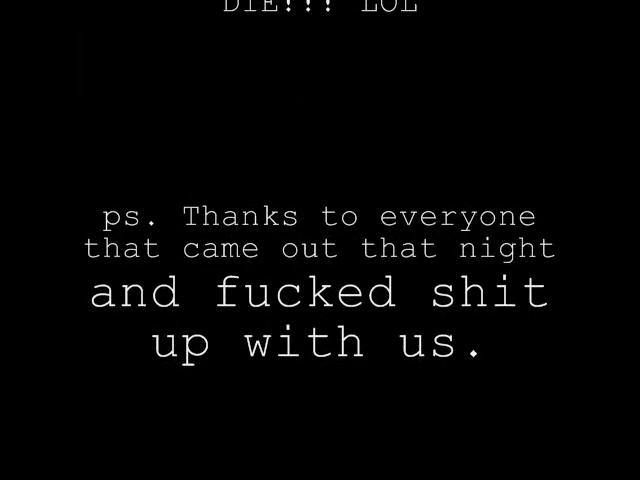 DIE!!! LOL
ps. Thanks to everyone
that came out that night
and fucked shit
up with us.